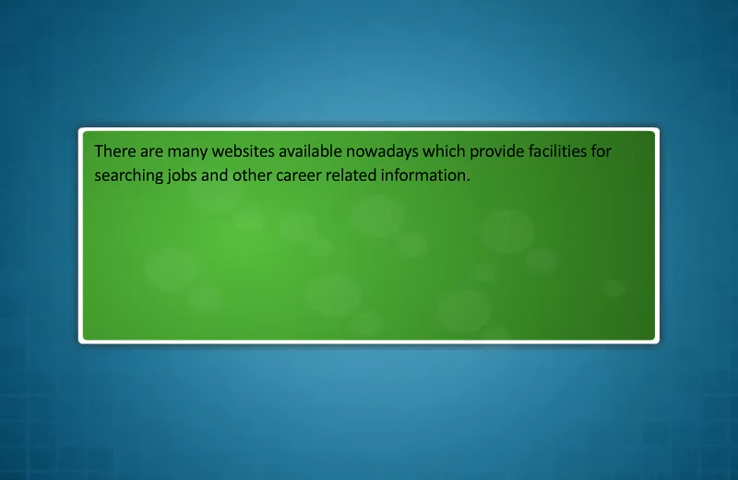 There are many websites available nowadays which provide facilities for
searching jobs and other career related information.